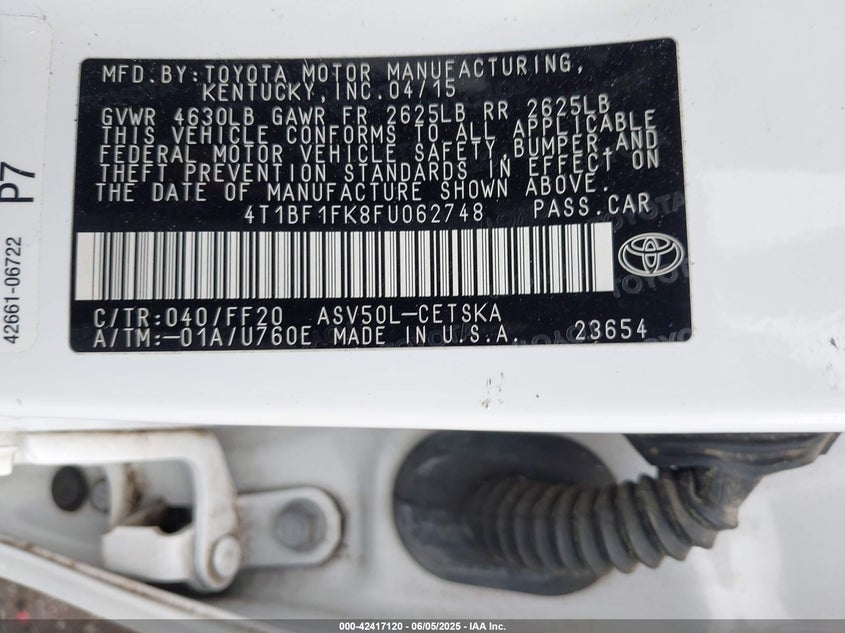 MFD.BY:TOYOTA MOTOR MANUFACTURING,
KENTUCKY,INC.04/15
GVWR 4630LB GAWR FR 2625LB RR 2625LB
THIS VEHICLE CONFORMS TO ALL APPLICABLE
FEDERAL MOTOR VEHICLE SAFETY,BUMPER,AND
THEFT PREVENTION STANDARDS IN EFFECT ON
THE DATE OF MANUFACTURE SHOWN ABOVE.
4T1BF1FK8FU062748 PASS.CAR
C/TR:040/FF20 ASV50L-CETSKA
A/TM:-01A/U760E MADE IN U.S.A. 23654
42661-06722 P7
000-42417120 - 06/05/2025 - IAA Inc.